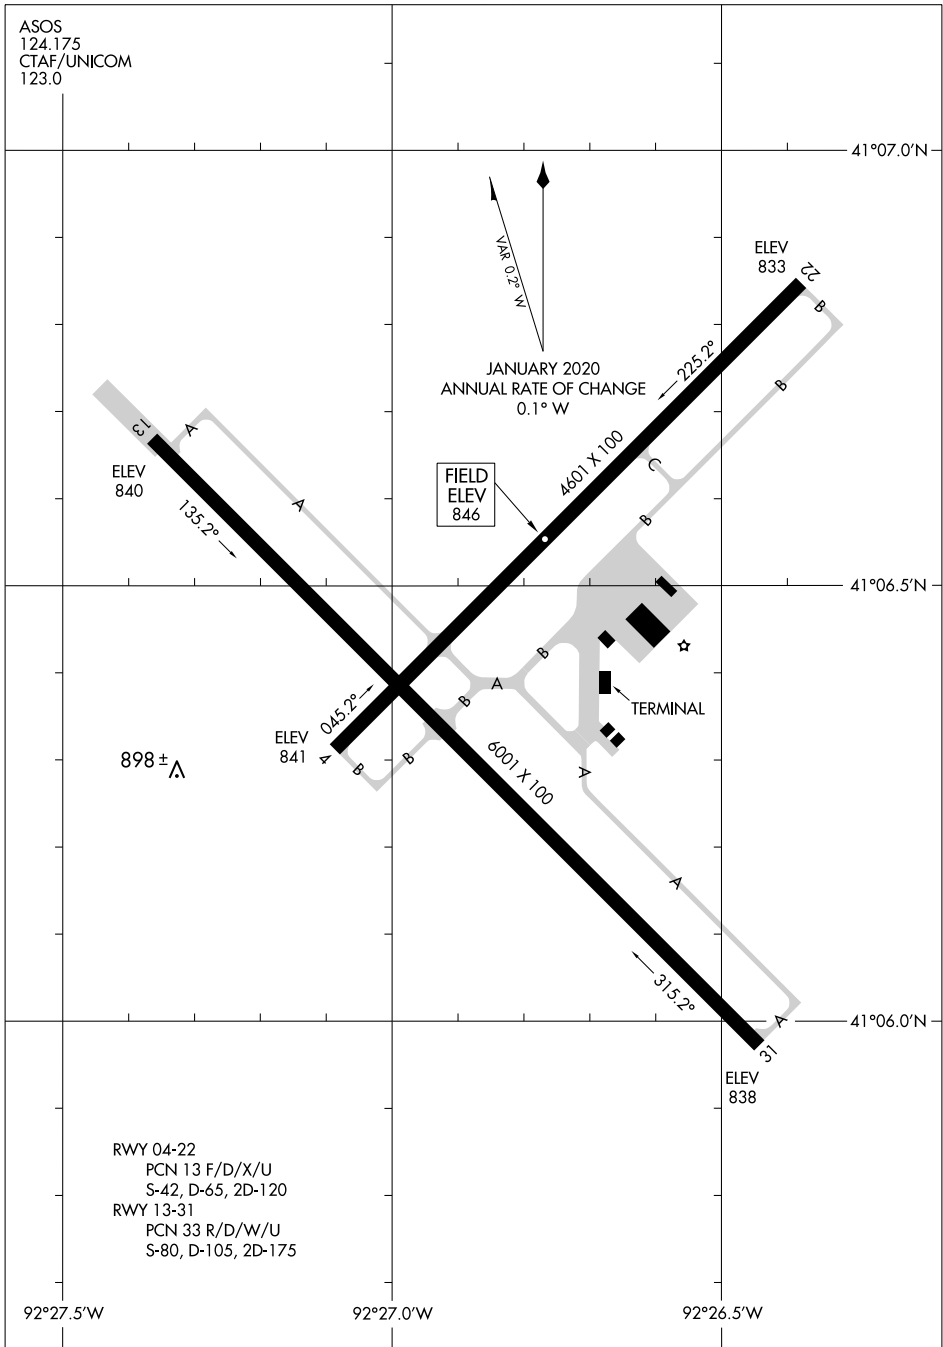 ASOS
124.175
CTAF/UNICOM
123.0
41°07.0'N
VAR 0.2° W
JANUARY 2020
ANNUAL RATE OF CHANGE
0.1° W
ELEV
833
22
B
B
225.2°
4601 X 100
C
B
FIELD
ELEV
846
13
A
A
ELEV
840
135.2°
41°06.5'N
B
A
B
B
B
TERMINAL
045.2°
ELEV
841
4
898 ±
6001 X 100
A
A
A
315.2°
41°06.0'N
31
ELEV
838
RWY 04-22
PCN 13 F/D/X/U
S-42, D-65, 2D-120
RWY 13-31
PCN 33 R/D/W/U
S-80, D-105, 2D-175
92°27.5'W
92°27.0'W
92°26.5'W